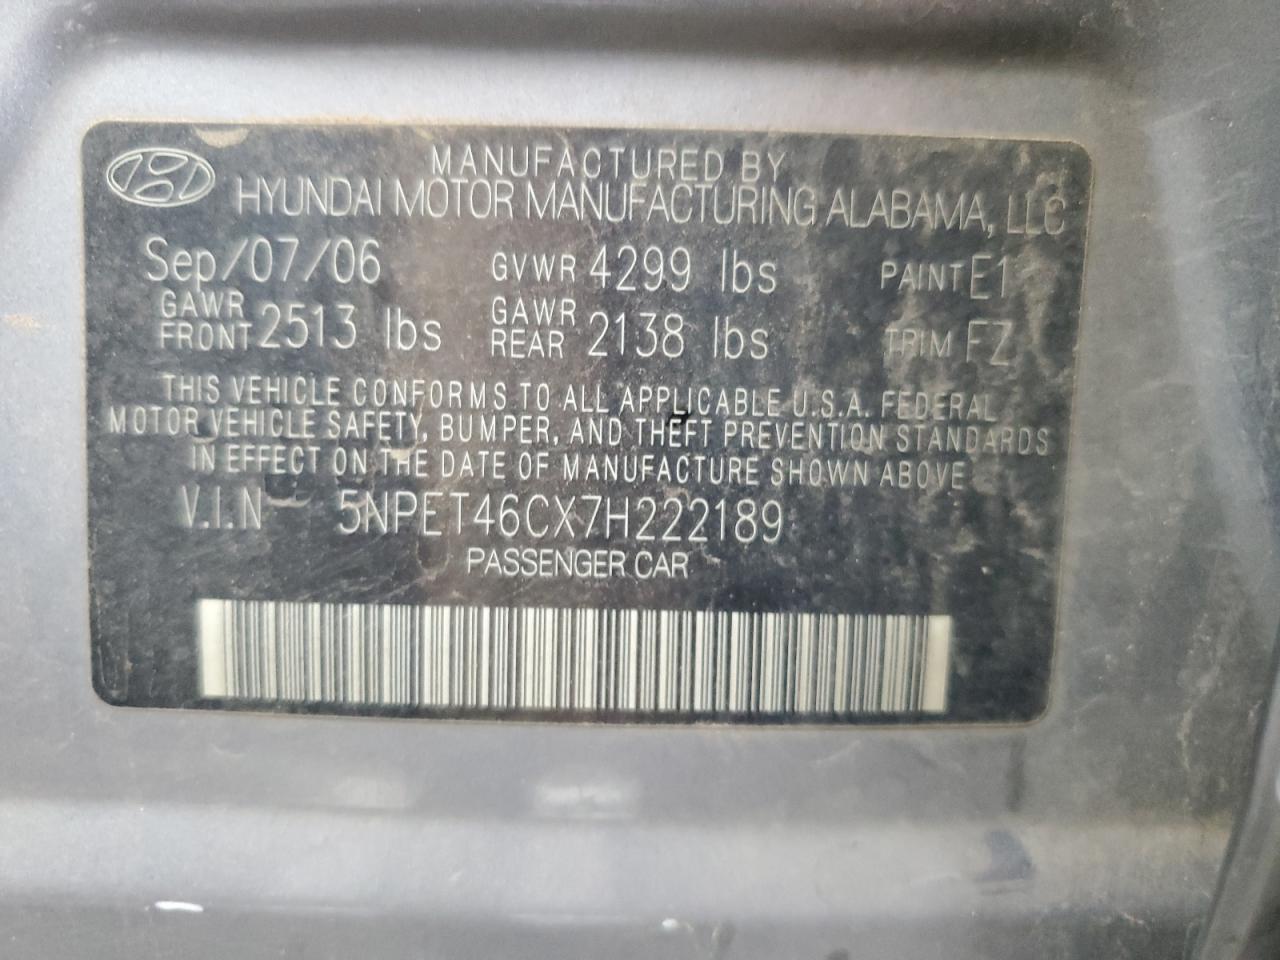 MANUFACTURED BY
HYUNDAI MOTOR MANUFACTURING ALABAMA, LLC
Sep/07/06 GVWR 4299 lbs PAINT E1
GAWR FRONT 2513 lbs GAWR REAR 2138 lbs TRIM FZ
THIS VEHICLE CONFORMS TO ALL APPLICABLE U.S.A. FEDERAL
MOTOR VEHICLE SAFETY, BUMPER, AND THEFT PREVENTION STANDARDS
IN EFFECT ON THE DATE OF MANUFACTURE SHOWN ABOVE
V.I.N 5NPET46CX7H222189
PASSENGER CAR